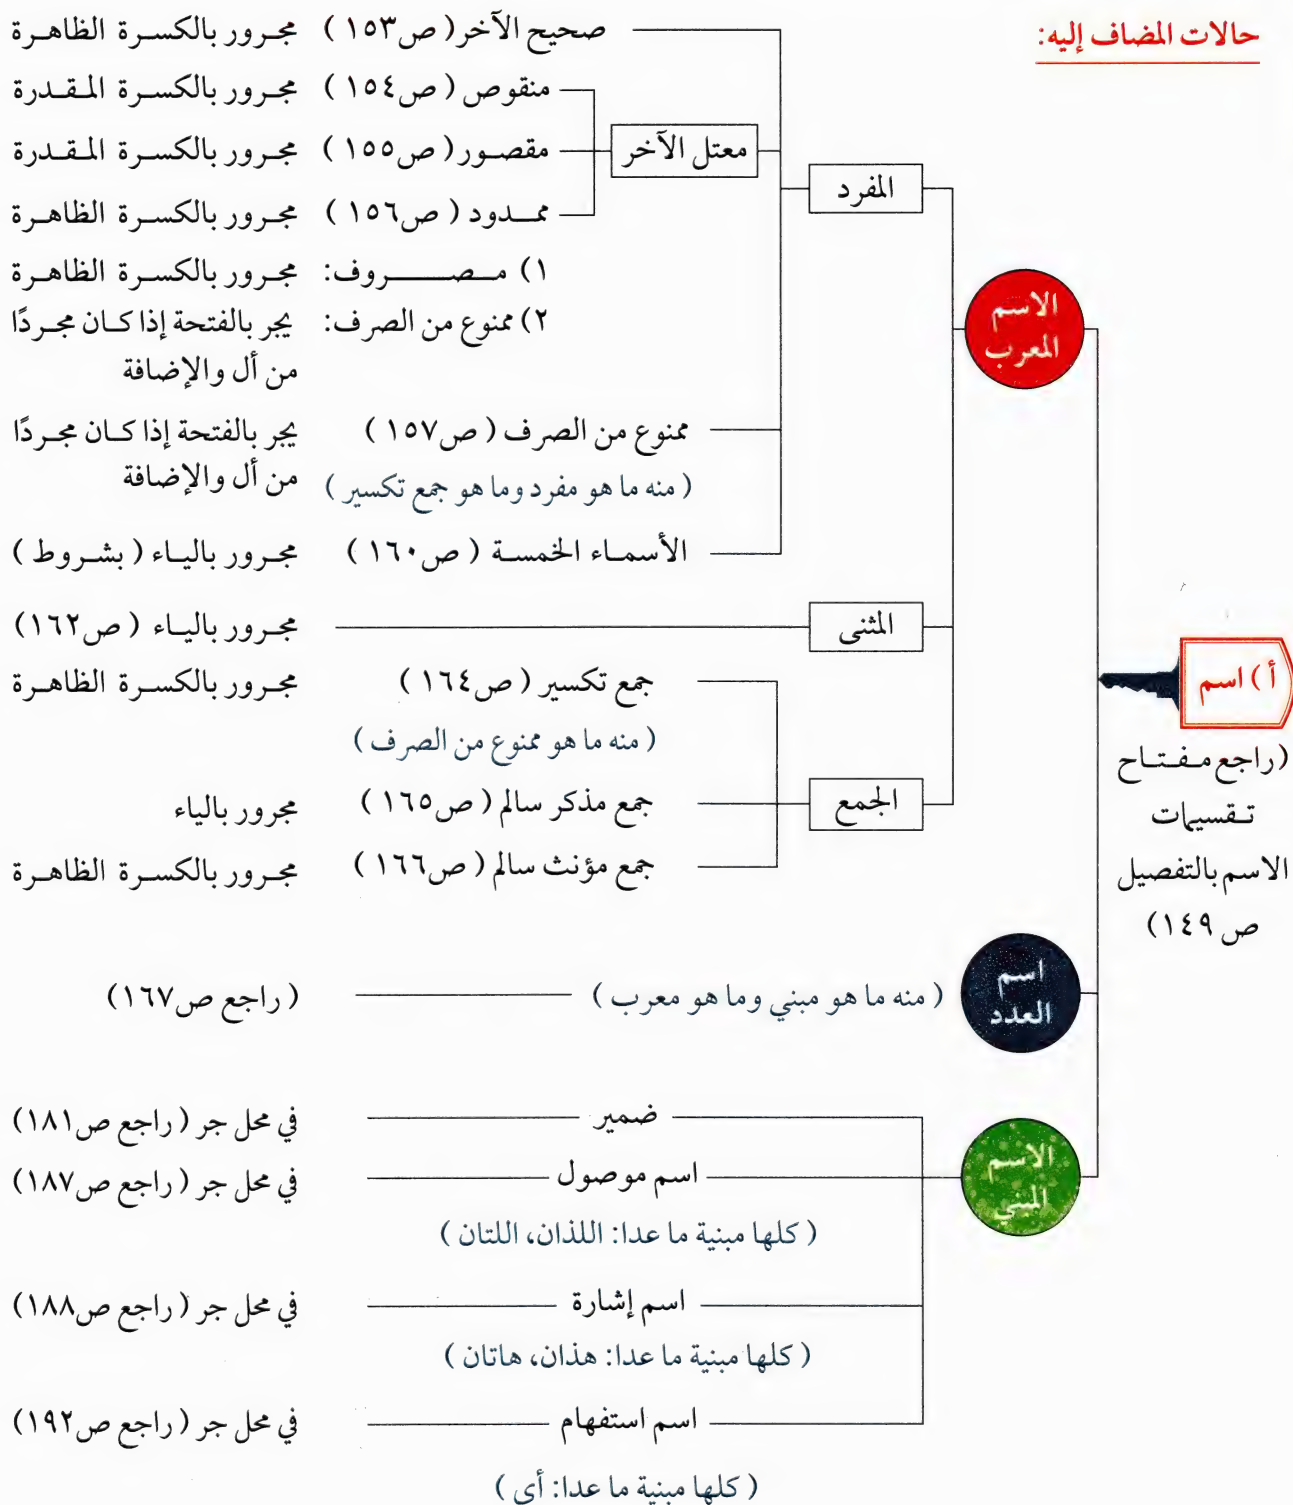 حالات المضاف إليه:
أ) اسم
(راجع مفتاح
تقسيمات
الاسم بالتفصيل
ص ١٤٩)
الاسم
المعرب
المفرد
صحيح الآخر (ص١٥٣) مجرور بالكسرة الظاهرة
معتل الآخر
منقوص (ص١٥٤) مجرور بالكسرة المقدرة
مقصور (ص١٥٥) مجرور بالكسرة المقدرة
ممدود (ص١٥٦) مجرور بالكسرة الظاهرة
١) مصروف: مجرور بالكسرة الظاهرة
٢) ممنوع من الصرف: يجر بالفتحة إذا كان مجردًا
من أل والإضافة
ممنوع من الصرف (ص١٥٧) يجر بالفتحة إذا كان مجردًا
(منه ما هو مفرد وما هو جمع تكسير) من أل والإضافة
الأسماء الخمسة (ص١٦٠) مجرور بالياء (بشروط)
المثنى مجرور بالياء (ص١٦٢)
الجمع
جمع تكسير (ص١٦٤) مجرور بالكسرة الظاهرة
(منه ما هو ممنوع من الصرف)
جمع مذكر سالم (ص١٦٥) مجرور بالياء
جمع مؤنث سالم (ص١٦٦) مجرور بالكسرة الظاهرة
اسم
العدد
(منه ما هو مبني وما هو معرب) (راجع ص١٦٧)
الاسم
المبني
ضمير في محل جر (راجع ص١٨١)
اسم موصول في محل جر (راجع ص١٨٧)
(كلها مبنية ما عدا: اللذان، اللتان)
اسم إشارة في محل جر (راجع ص١٨٨)
(كلها مبنية ما عدا: هذان، هاتان)
اسم استفهام في محل جر (راجع ص١٩٢)
(كلها مبنية ما عدا: أي)